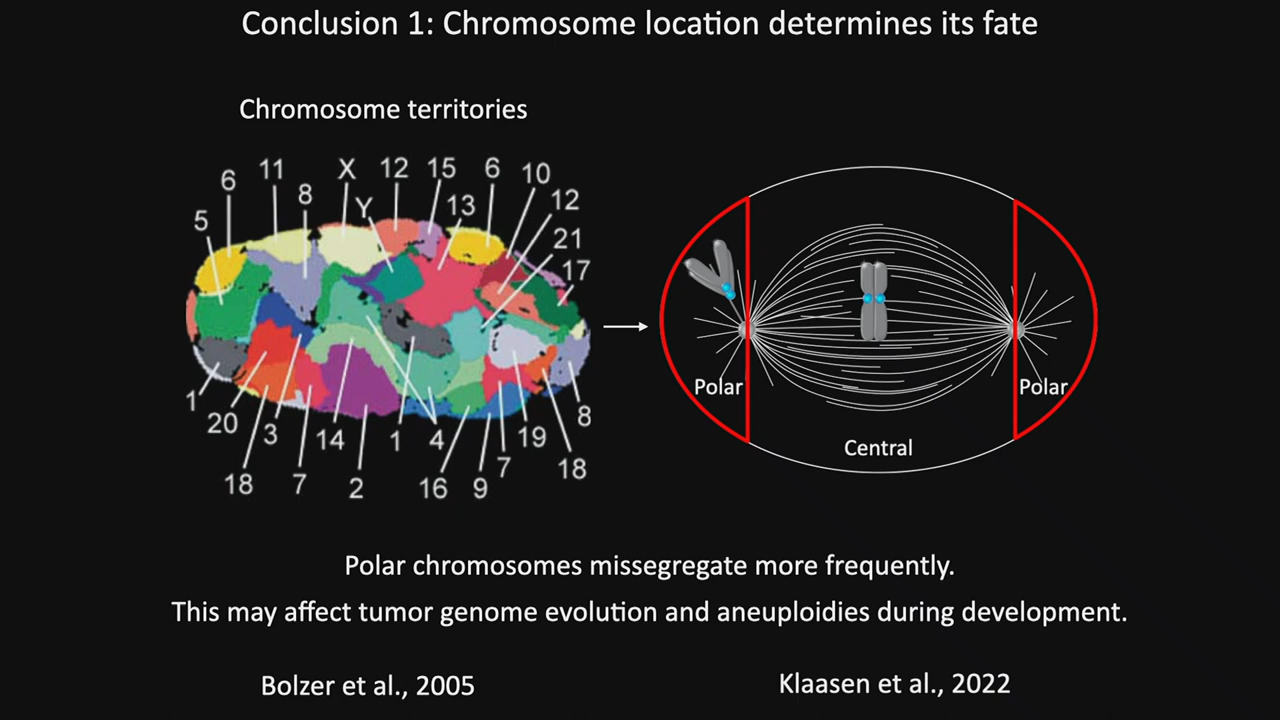 Conclusion 1: Chromosome location determines its fate
Chromosome territories
6 11 8 X 12 15 6 10
5 Y 13 12
21
17
1 20 3 14 1 4 19 8
18 7 2 16 9 7 18
Polar
Polar
Central
Polar chromosomes missegregate more frequently.
This may affect tumor genome evolution and aneuploidies during development.
Bolzer et al., 2005
Klaasen et al., 2022